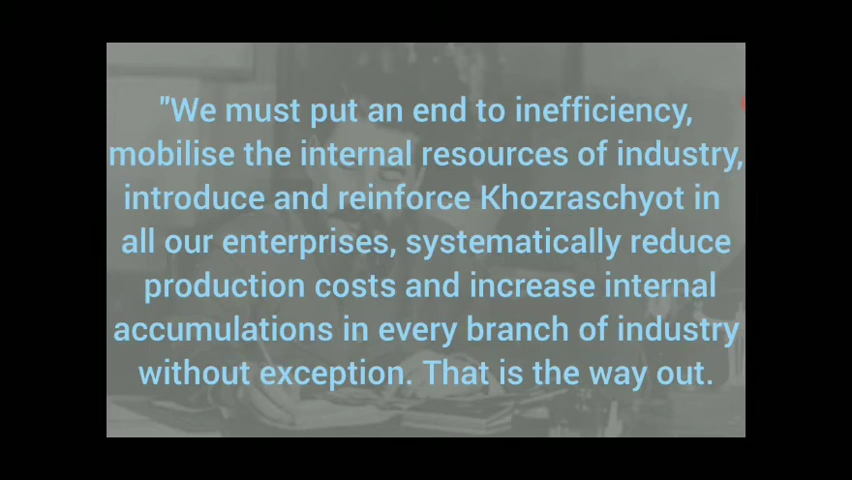 "We must put an end to inefficiency,
mobilise the internal resources of industry,
introduce and reinforce Khozraschyot in
all our enterprises, systematically reduce
production costs and increase internal
accumulations in every branch of industry
without exception. That is the way out.